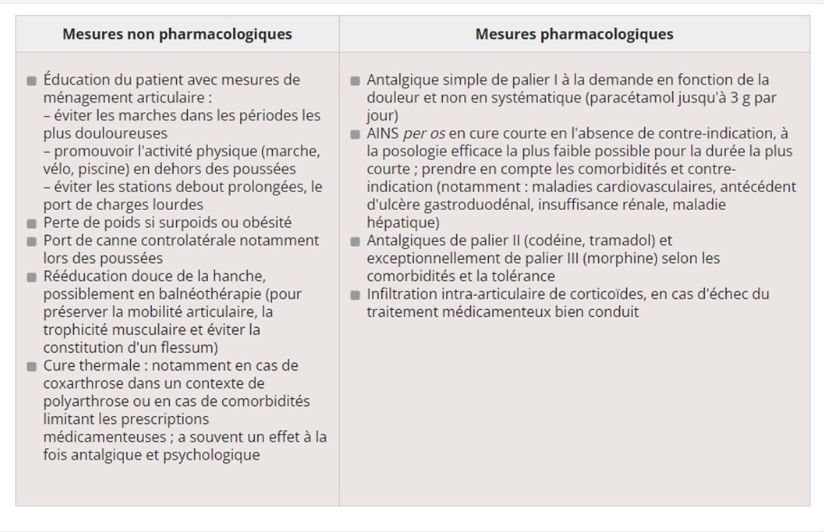 Mesures non pharmacologiques
Éducation du patient avec mesures de
ménagement articulaire :
– éviter les marches dans les périodes les
plus douloureuses
– promouvoir l'activité physique (marche,
vélo, piscine) en dehors des poussées
– éviter les stations debout prolongées, le
port de charges lourdes
Perte de poids si surpoids ou obésité
Port de canne controlatérale notamment
lors des poussées
Rééducation douce de la hanche,
possiblement en balnéothérapie (pour
préserver la mobilité articulaire, la
trophicité musculaire et éviter la
constitution d'un flessum)
Cure thermale : notamment en cas de
coxarthrose dans un contexte de
polyarthrose ou en cas de comorbidités
limitant les prescriptions
médicamenteuses ; a souvent un effet à la
fois antalgique et psychologique
Mesures pharmacologiques
Antalgique simple de palier I à la demande en fonction de la
douleur et non en systématique (paracétamol jusqu'à 3 g par
jour)
AINS per os en cure courte en l'absence de contre-indication, à
la posologie efficace la plus faible possible pour la durée la plus
courte ; prendre en compte les comorbidités et contre-
indication (notamment : maladies cardiovasculaires, antécédent
d'ulcère gastroduodénal, insuffisance rénale, maladie
hépatique)
Antalgiques de palier II (codéine, tramadol) et
exceptionnellement de palier III (morphine) selon les
comorbidités et la tolérance
Infiltration intra-articulaire de corticoïdes, en cas d'échec du
traitement médicamenteux bien conduit